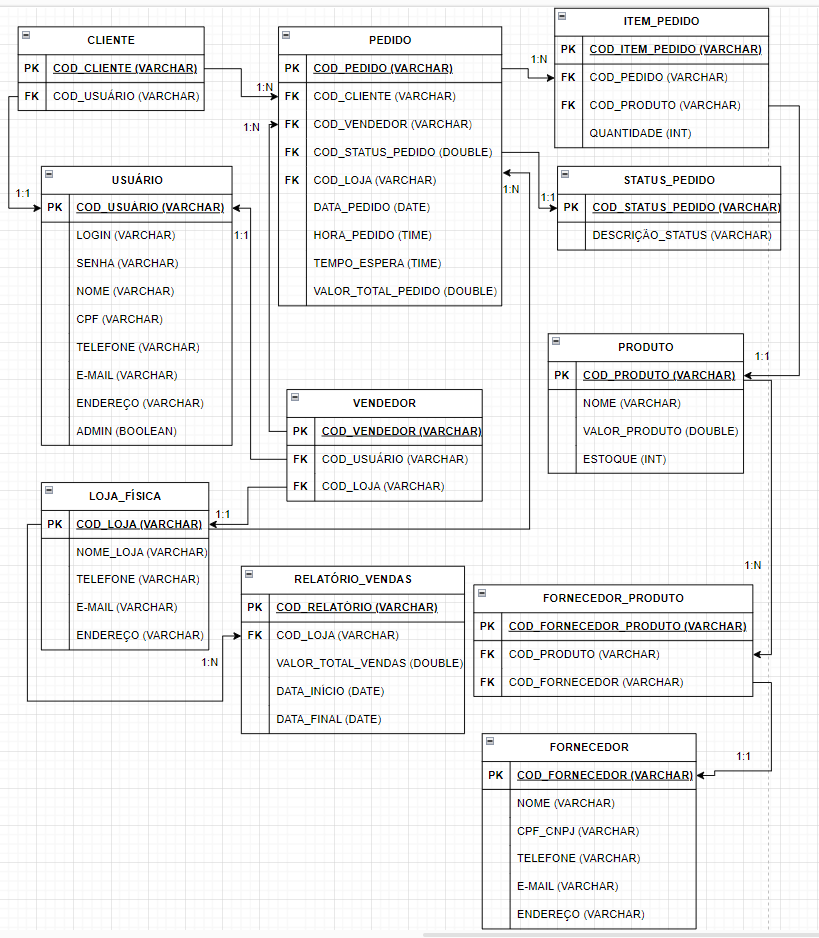 CLIENTE
PK COD_CLIENTE (VARCHAR)
FK COD_USUÁRIO (VARCHAR)
PEDIDO
PK COD_PEDIDO (VARCHAR)
FK COD_CLIENTE (VARCHAR)
FK COD_VENDEDOR (VARCHAR)
FK COD_STATUS_PEDIDO (DOUBLE)
FK COD_LOJA (VARCHAR)
DATA_PEDIDO (DATE)
HORA_PEDIDO (TIME)
TEMPO_ESPERA (TIME)
VALOR_TOTAL_PEDIDO (DOUBLE)
ITEM_PEDIDO
PK COD_ITEM_PEDIDO (VARCHAR)
FK COD_PEDIDO (VARCHAR)
FK COD_PRODUTO (VARCHAR)
QUANTIDADE (INT)
1:N
1:N
1:N
1:1
USUÁRIO
PK COD_USUÁRIO (VARCHAR)
LOGIN (VARCHAR)
SENHA (VARCHAR)
NOME (VARCHAR)
CPF (VARCHAR)
TELEFONE (VARCHAR)
E-MAIL (VARCHAR)
ENDEREÇO (VARCHAR)
ADMIN (BOOLEAN)
1:1
1:N
1:1
STATUS_PEDIDO
PK COD_STATUS_PEDIDO (VARCHAR)
DESCRIÇÃO_STATUS (VARCHAR)
PRODUTO
PK COD_PRODUTO (VARCHAR)
NOME (VARCHAR)
VALOR_PRODUTO (DOUBLE)
ESTOQUE (INT)
1:1
VENDEDOR
PK COD_VENDEDOR (VARCHAR)
FK COD_USUÁRIO (VARCHAR)
FK COD_LOJA (VARCHAR)
LOJA_FÍSICA
PK COD_LOJA (VARCHAR)
NOME_LOJA (VARCHAR)
TELEFONE (VARCHAR)
E-MAIL (VARCHAR)
ENDEREÇO (VARCHAR)
1:1
RELATÓRIO_VENDAS
PK COD_RELATÓRIO (VARCHAR)
FK COD_LOJA (VARCHAR)
VALOR_TOTAL_VENDAS (DOUBLE)
DATA_INÍCIO (DATE)
DATA_FINAL (DATE)
1:N
1:N
FORNECEDOR_PRODUTO
PK COD_FORNECEDOR_PRODUTO (VARCHAR)
FK COD_PRODUTO (VARCHAR)
FK COD_FORNECEDOR (VARCHAR)
1:1
FORNECEDOR
PK COD_FORNECEDOR (VARCHAR)
NOME (VARCHAR)
CPF_CNPJ (VARCHAR)
TELEFONE (VARCHAR)
E-MAIL (VARCHAR)
ENDEREÇO (VARCHAR)